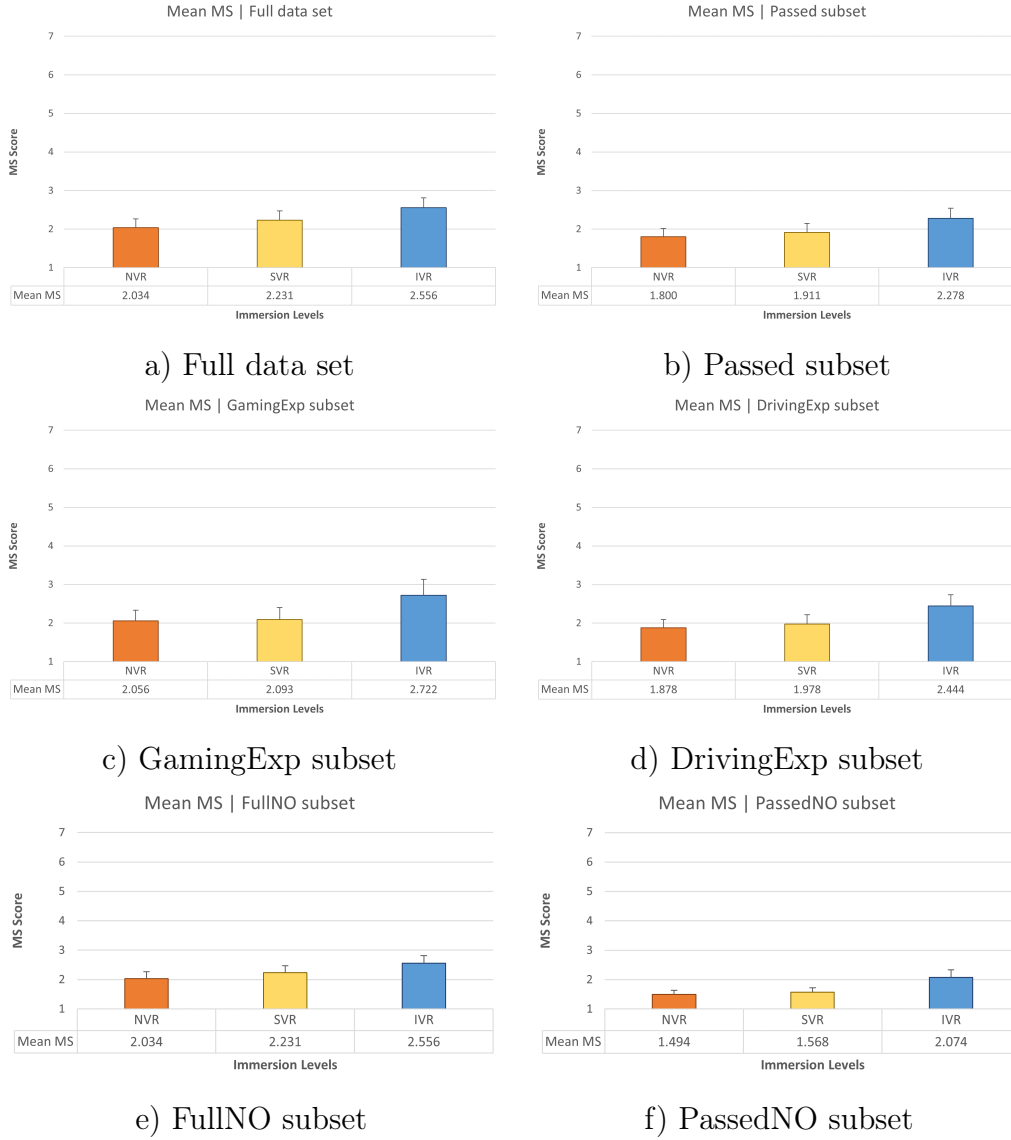 Mean MS | Full data set
7
6
5
4
3
2
1
MS Score
NVR SVR IVR
Mean MS 2.034 2.231 2.556
Immersion Levels
a) Full data set
Mean MS | Passed subset
7
6
5
4
3
2
1
MS Score
NVR SVR IVR
Mean MS 1.800 1.911 2.278
Immersion Levels
b) Passed subset
Mean MS | GamingExp subset
7
6
5
4
3
2
1
MS Score
NVR SVR IVR
Mean MS 2.056 2.093 2.722
Immersion Levels
c) GamingExp subset
Mean MS | DrivingExp subset
7
6
5
4
3
2
1
MS Score
NVR SVR IVR
Mean MS 1.878 1.978 2.444
Immersion Levels
d) DrivingExp subset
Mean MS | FullNO subset
7
6
5
4
3
2
1
MS Score
NVR SVR IVR
Mean MS 2.034 2.231 2.556
Immersion Levels
e) FullNO subset
Mean MS | PassedNO subset
7
6
5
4
3
2
1
MS Score
NVR SVR IVR
Mean MS 1.494 1.568 2.074
Immersion Levels
f) PassedNO subset